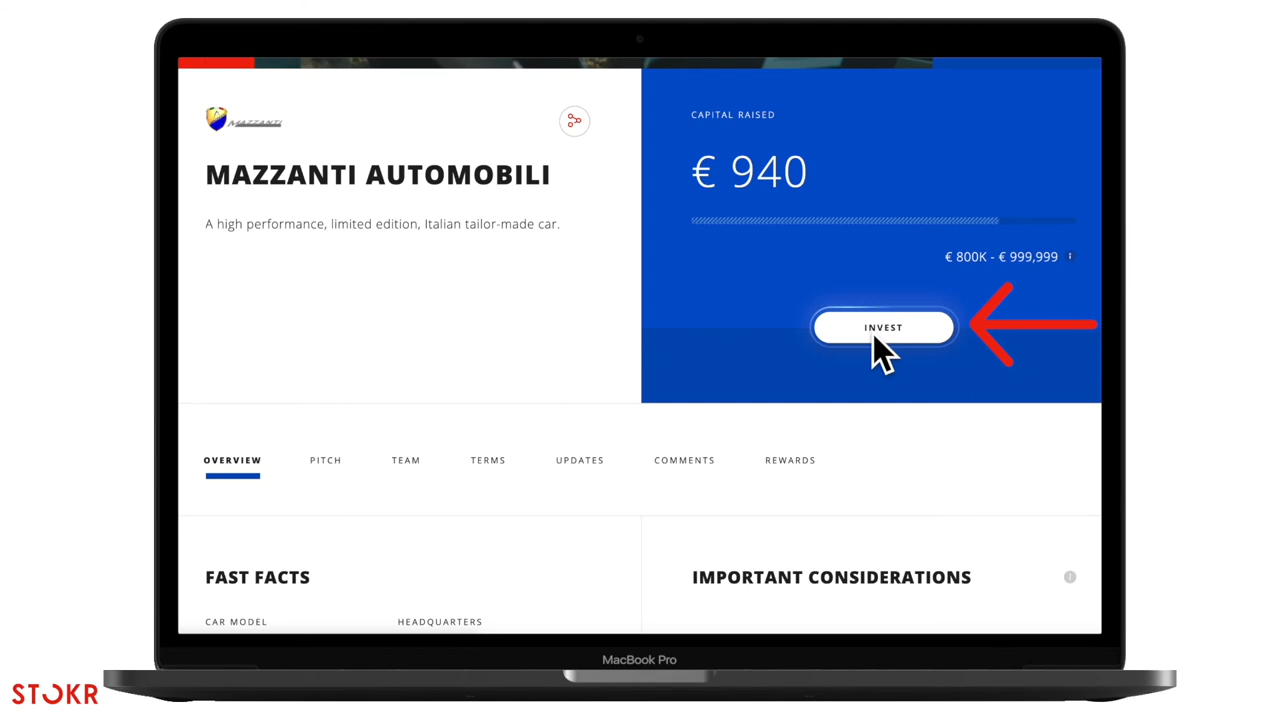 MAZZANTI
MAZZANTI AUTOMOBILI
A high performance, limited edition, Italian tailor-made car.
CAPITAL RAISED
€ 940
€ 800K - € 999,999
INVEST
OVERVIEW PITCH TEAM TERMS UPDATES COMMENTS REWARDS
FAST FACTS
CAR MODEL HEADQUARTERS
IMPORTANT CONSIDERATIONS
MacBook Pro
STOKR